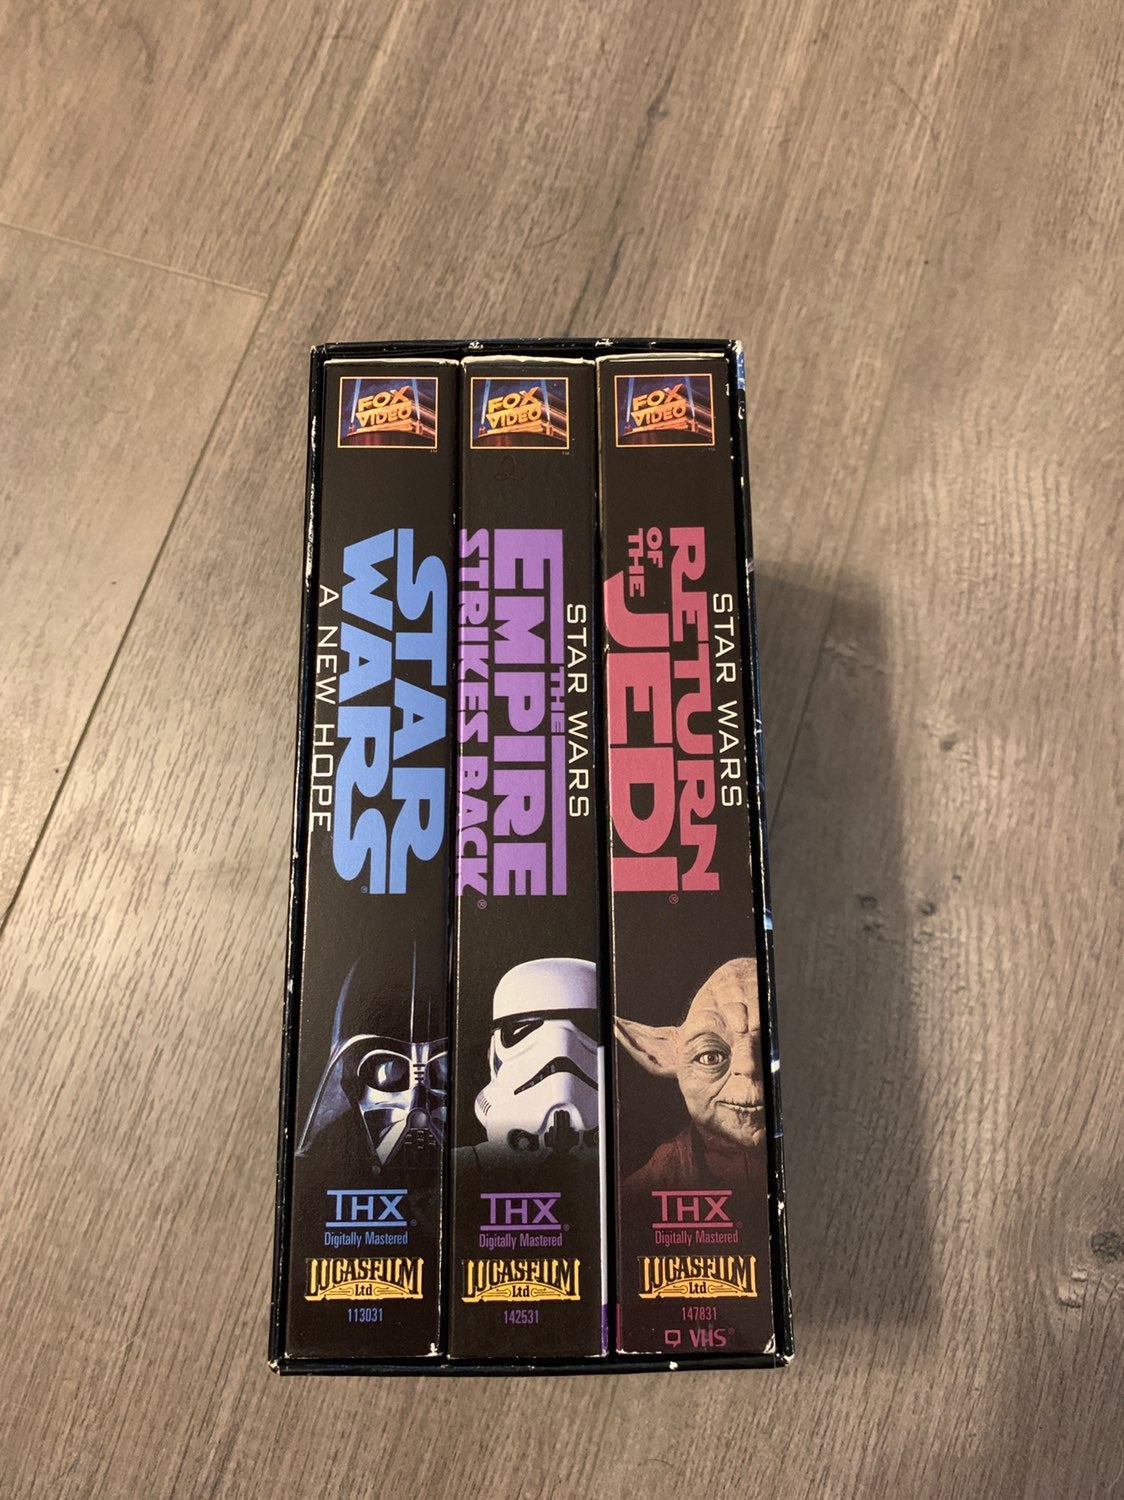 FOX
VIDEO
STAR
WARS
A NEW HOPE
THX
Digitally Mastered
LUCASFILM
Ltd
113031
FOX
VIDEO
STAR WARS
THE
EMPIRE
STRIKES BACK
THX
Digitally Mastered
LUCASFILM
Ltd
142531
FOX
VIDEO
STAR WARS
RETURN
OF THE
JEDI
THX
Digitally Mastered
LUCASFILM
Ltd
147831
VHS